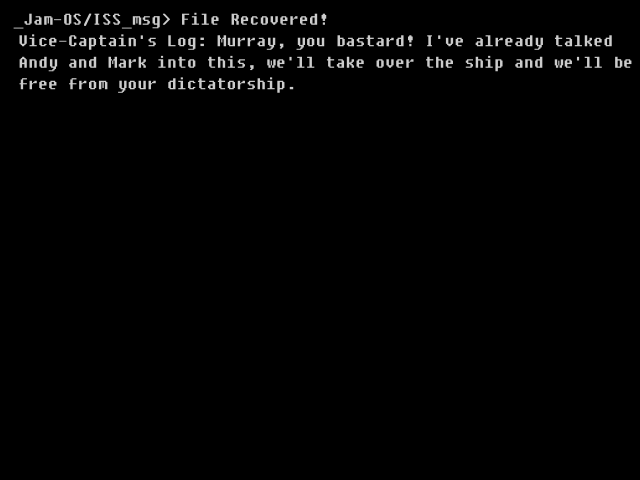 _Jam-OS/ISS_msg> File Recovered!
Vice-Captain's Log: Murray, you bastard! I've already talked
Andy and Mark into this, we'll take over the ship and we'll be
free from your dictatorship.